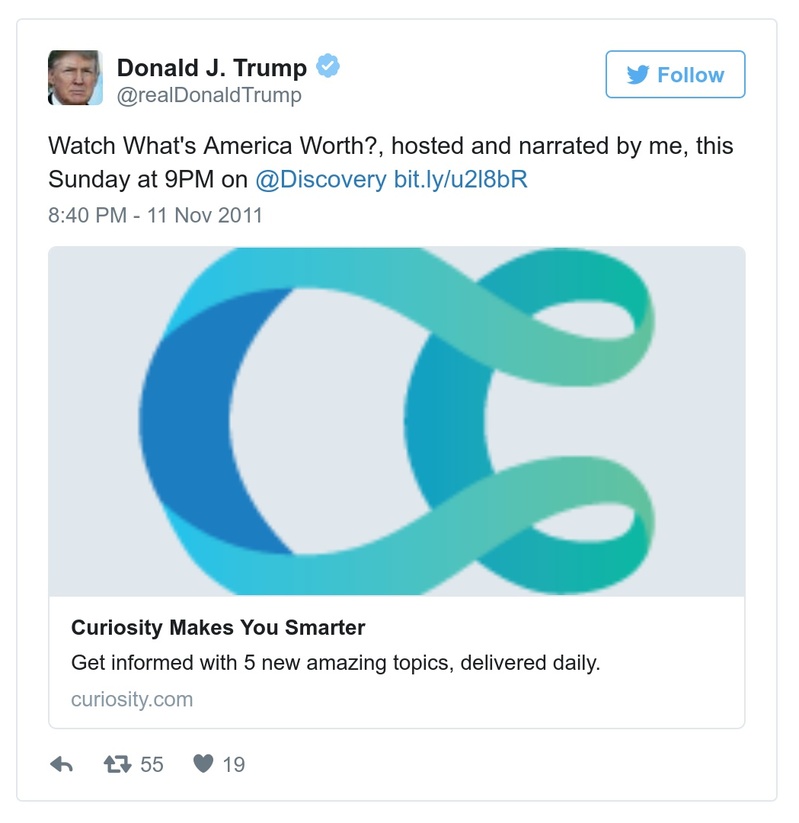 Donald J. Trump
@realDonaldTrump
Follow
Watch What's America Worth?, hosted and narrated by me, this
Sunday at 9PM on @Discovery bit.ly/u2l8bR
8:40 PM - 11 Nov 2011
Curiosity Makes You Smarter
Get informed with 5 new amazing topics, delivered daily.
curiosity.com
55
19